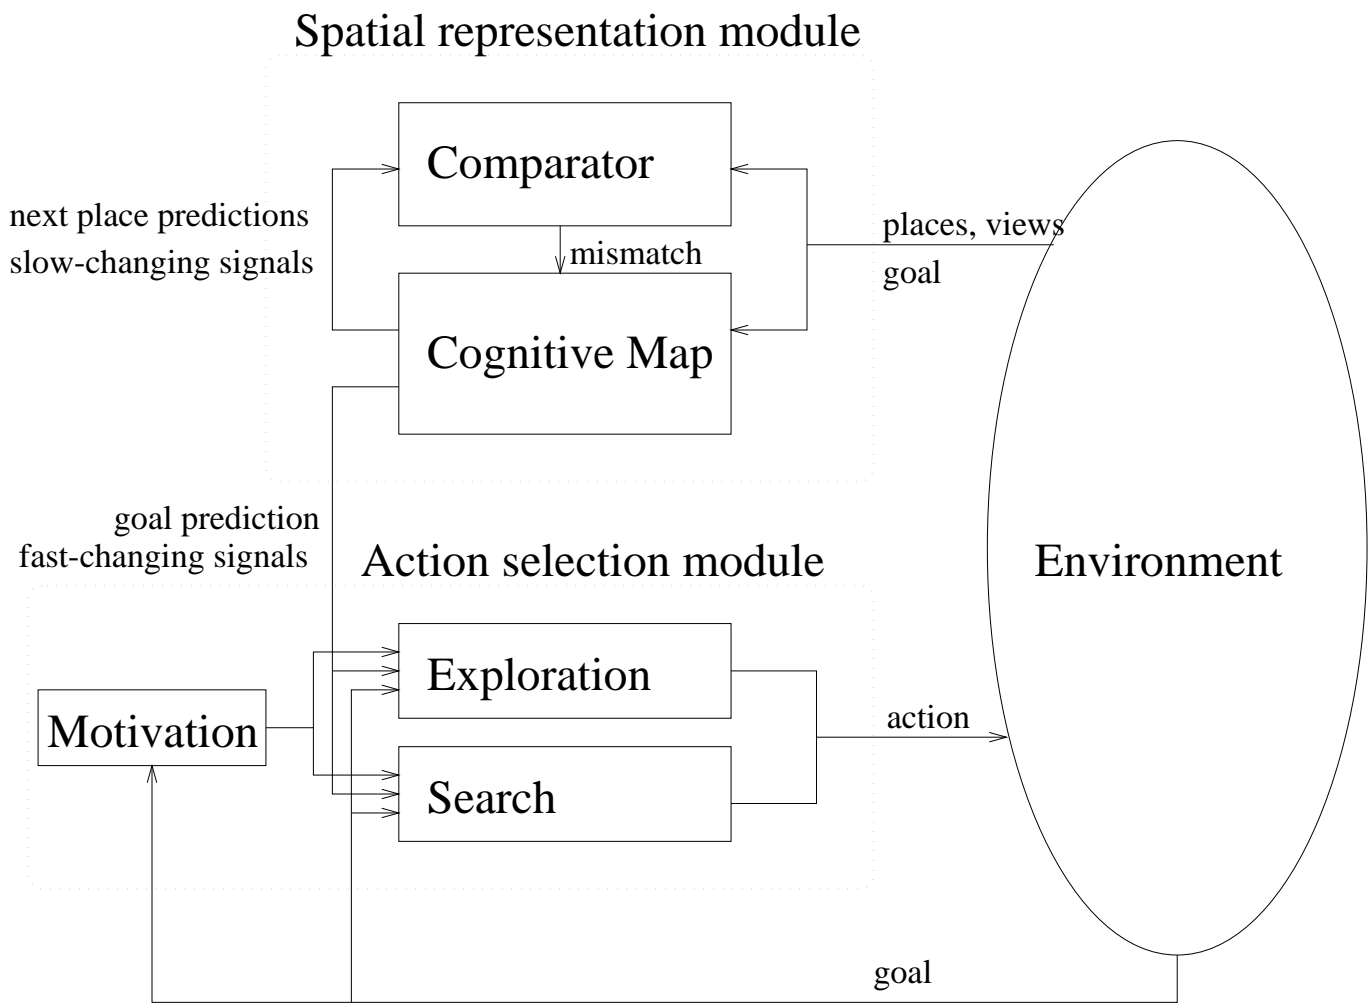 Spatial representation module
Comparator
next place predictions
slow-changing signals
places, views
goal
mismatch
Cognitive Map
goal prediction
fast-changing signals
Action selection module
Environment
Exploration
Motivation
action
Search
goal